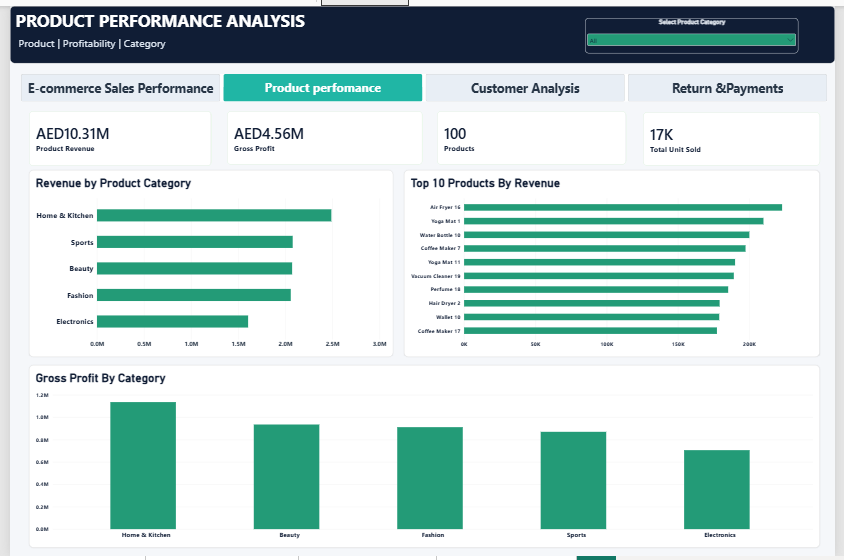 PRODUCT PERFORMANCE ANALYSIS
Product | Profitability | Category
Select Product Category
All
E-commerce Sales Performance
Product perfomance
Customer Analysis
Return &Payments
AED10.31M
Product Revenue
AED4.56M
Gross Profit
100
Products
17K
Total Unit Sold
Revenue by Product Category
Home & Kitchen
Sports
Beauty
Fashion
Electronics
0.0M 0.5M 1.0M 1.5M 2.0M 2.5M 3.0M
Top 10 Products By Revenue
Air Fryer 16
Yoga Mat 1
Water Bottle 10
Coffee Maker 7
Yoga Mat 11
Vacuum Cleaner 19
Perfume 18
Hair Dryer 2
Wallet 10
Coffee Maker 17
0K 50K 100K 150K 200K
Gross Profit By Category
1.2M
1.0M
0.8M
0.6M
0.4M
0.2M
0.0M
Home & Kitchen Beauty Fashion Sports Electronics